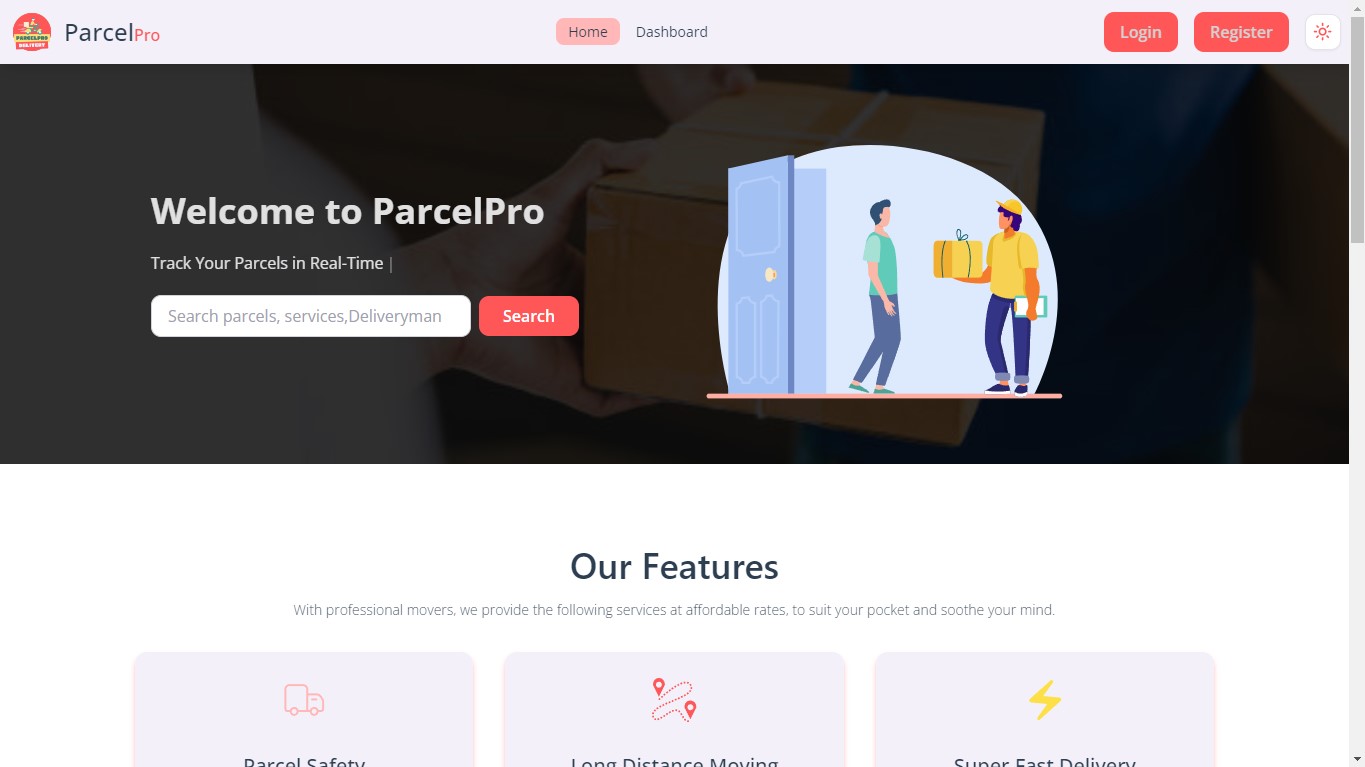 PARCELPRO
DELIVERY
ParcelPro
Home
Dashboard
Login
Register
Welcome to ParcelPro
Track Your Parcels in Real-Time |
Search parcels, services,Deliveryman
Search
Our Features
With professional movers, we provide the following services at affordable rates, to suit your pocket and soothe your mind.
Parcel Safety
Long Distance Moving
Super Fast Delivery